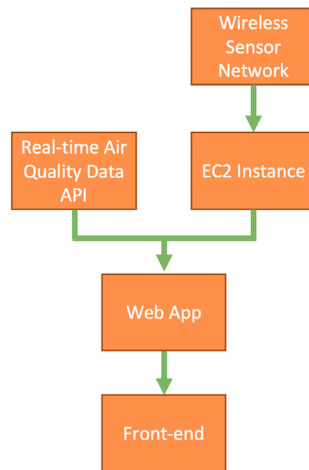 Wireless
Sensor
Network
Real-time Air
Quality Data
API
EC2 Instance
Web App
Front-end